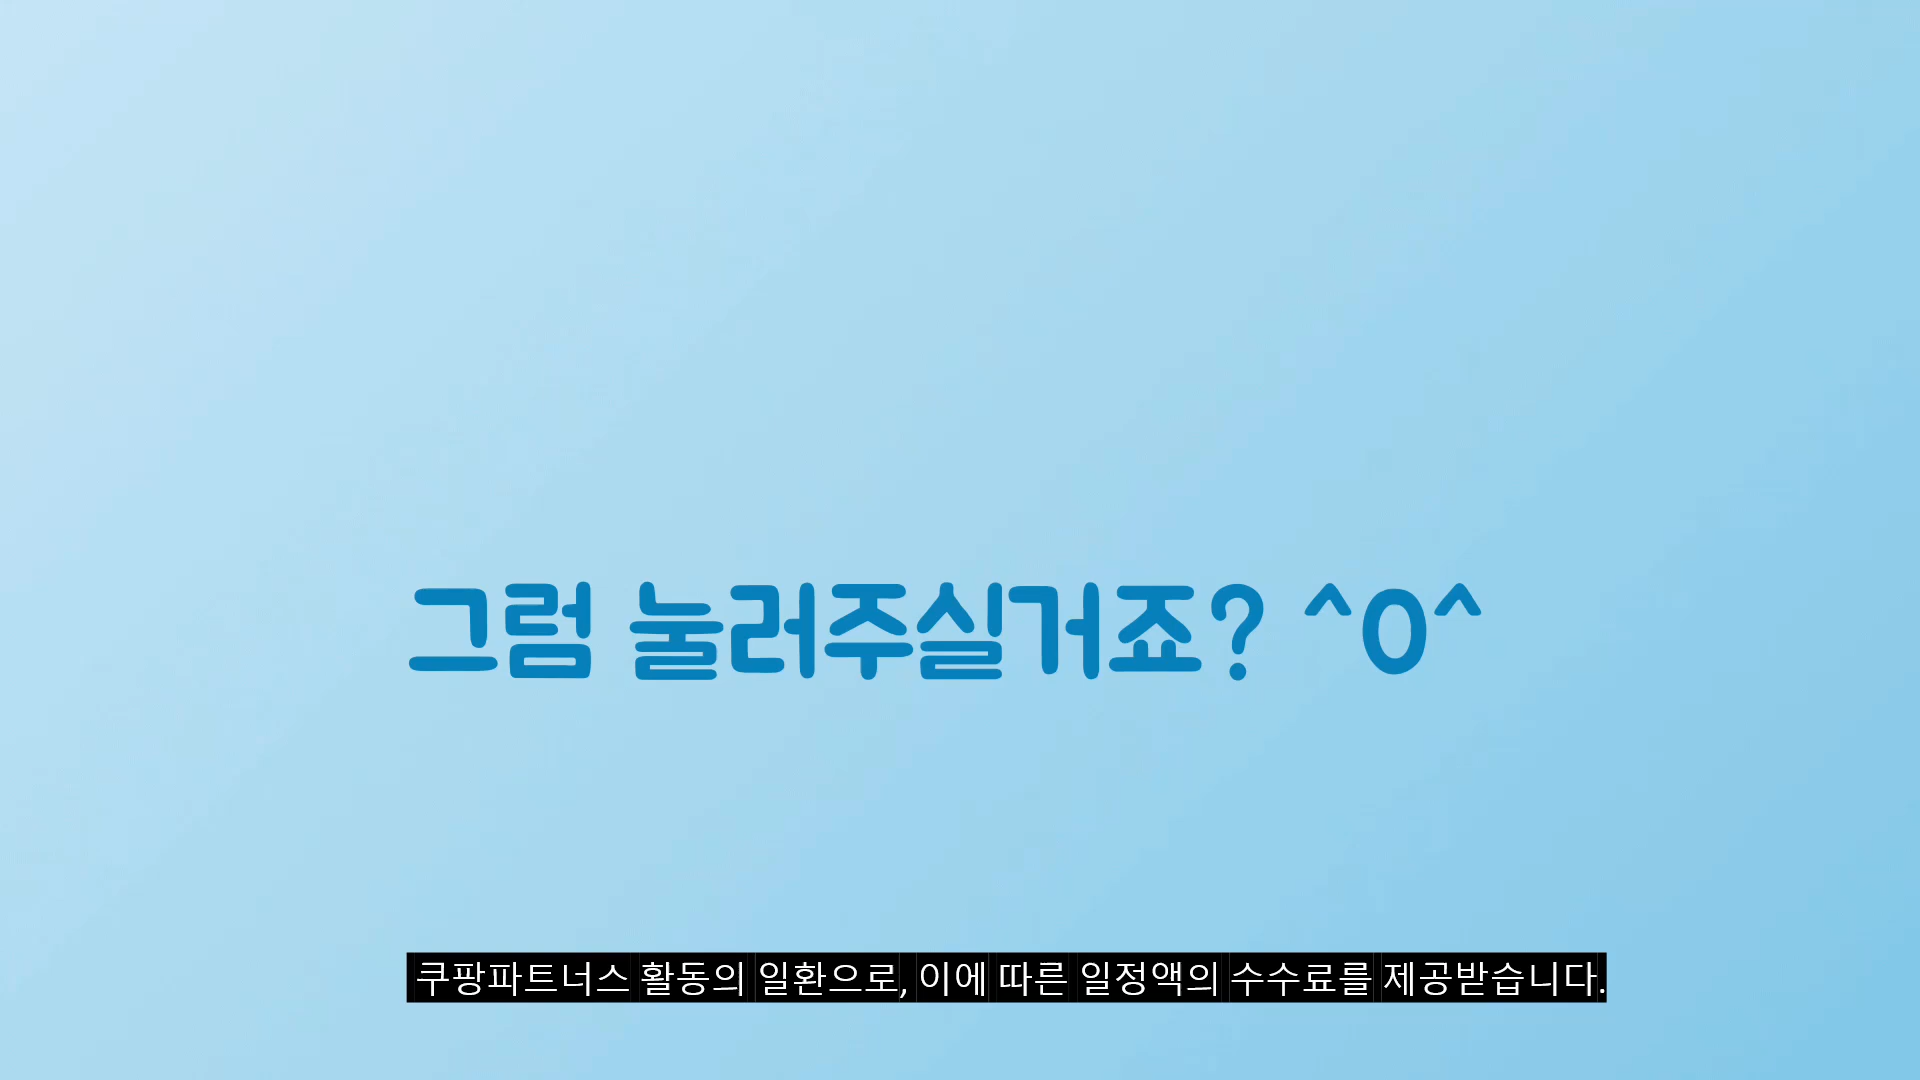 그럼 눌러주실거죠? ^0^
쿠팡파트너스 활동의 일환으로, 이에 따른 일정액의 수수료를 제공받습니다.